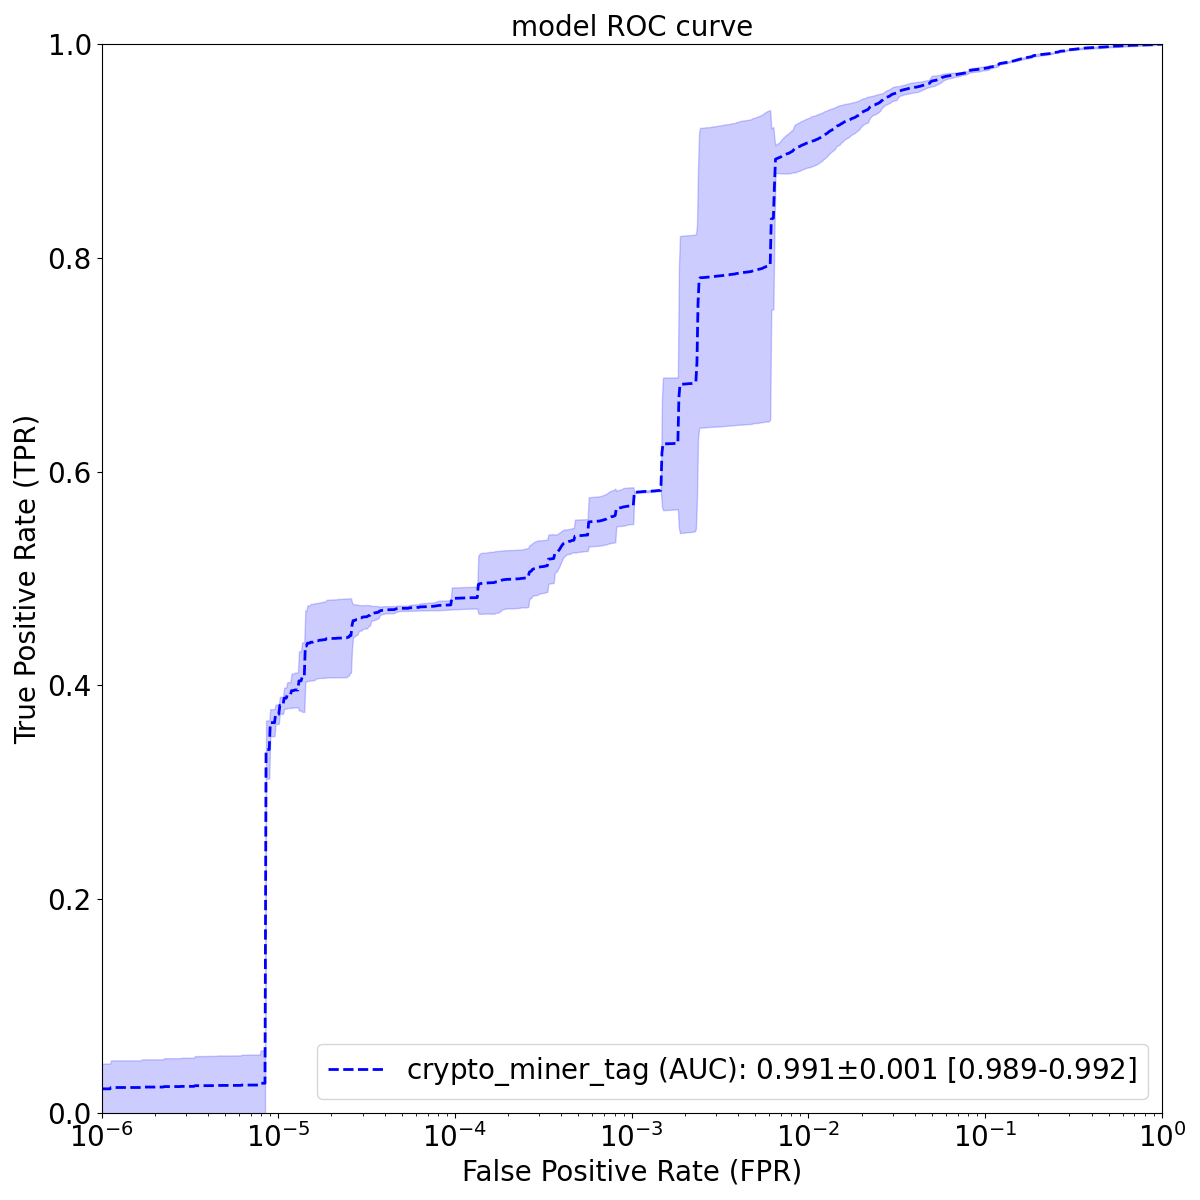 model ROC curve
1.0
0.8
0.6
0.4
0.2
0.0
True Positive Rate (TPR)
crypto_miner_tag (AUC): 0.991±0.001 [0.989-0.992]
10⁻⁶ 10⁻⁵ 10⁻⁴ 10⁻³ 10⁻² 10⁻¹ 10⁰
False Positive Rate (FPR)